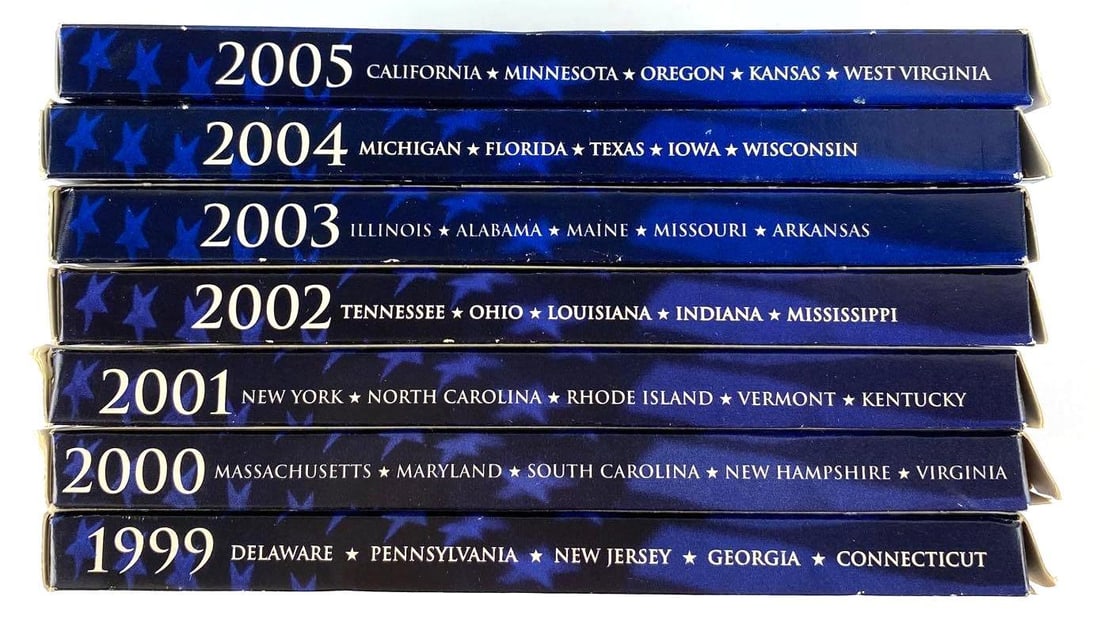 2005 CALIFORNIA ★ MINNESOTA ★ OREGON ★ KANSAS ★ WEST VIRGINIA
2004 MICHIGAN ★ FLORIDA ★ TEXAS ★ IOWA ★ WISCONSIN
2003 ILLINOIS ★ ALABAMA ★ MAINE ★ MISSOURI ★ ARKANSAS
2002 TENNESSEE ★ OHIO ★ LOUISIANA ★ INDIANA ★ MISSISSIPPI
2001 NEW YORK ★ NORTH CAROLINA ★ RHODE ISLAND ★ VERMONT ★ KENTUCKY
2000 MASSACHUSETTS ★ MARYLAND ★ SOUTH CAROLINA ★ NEW HAMPSHIRE ★ VIRGINIA
1999 DELAWARE ★ PENNSYLVANIA ★ NEW JERSEY ★ GEORGIA ★ CONNECTICUT